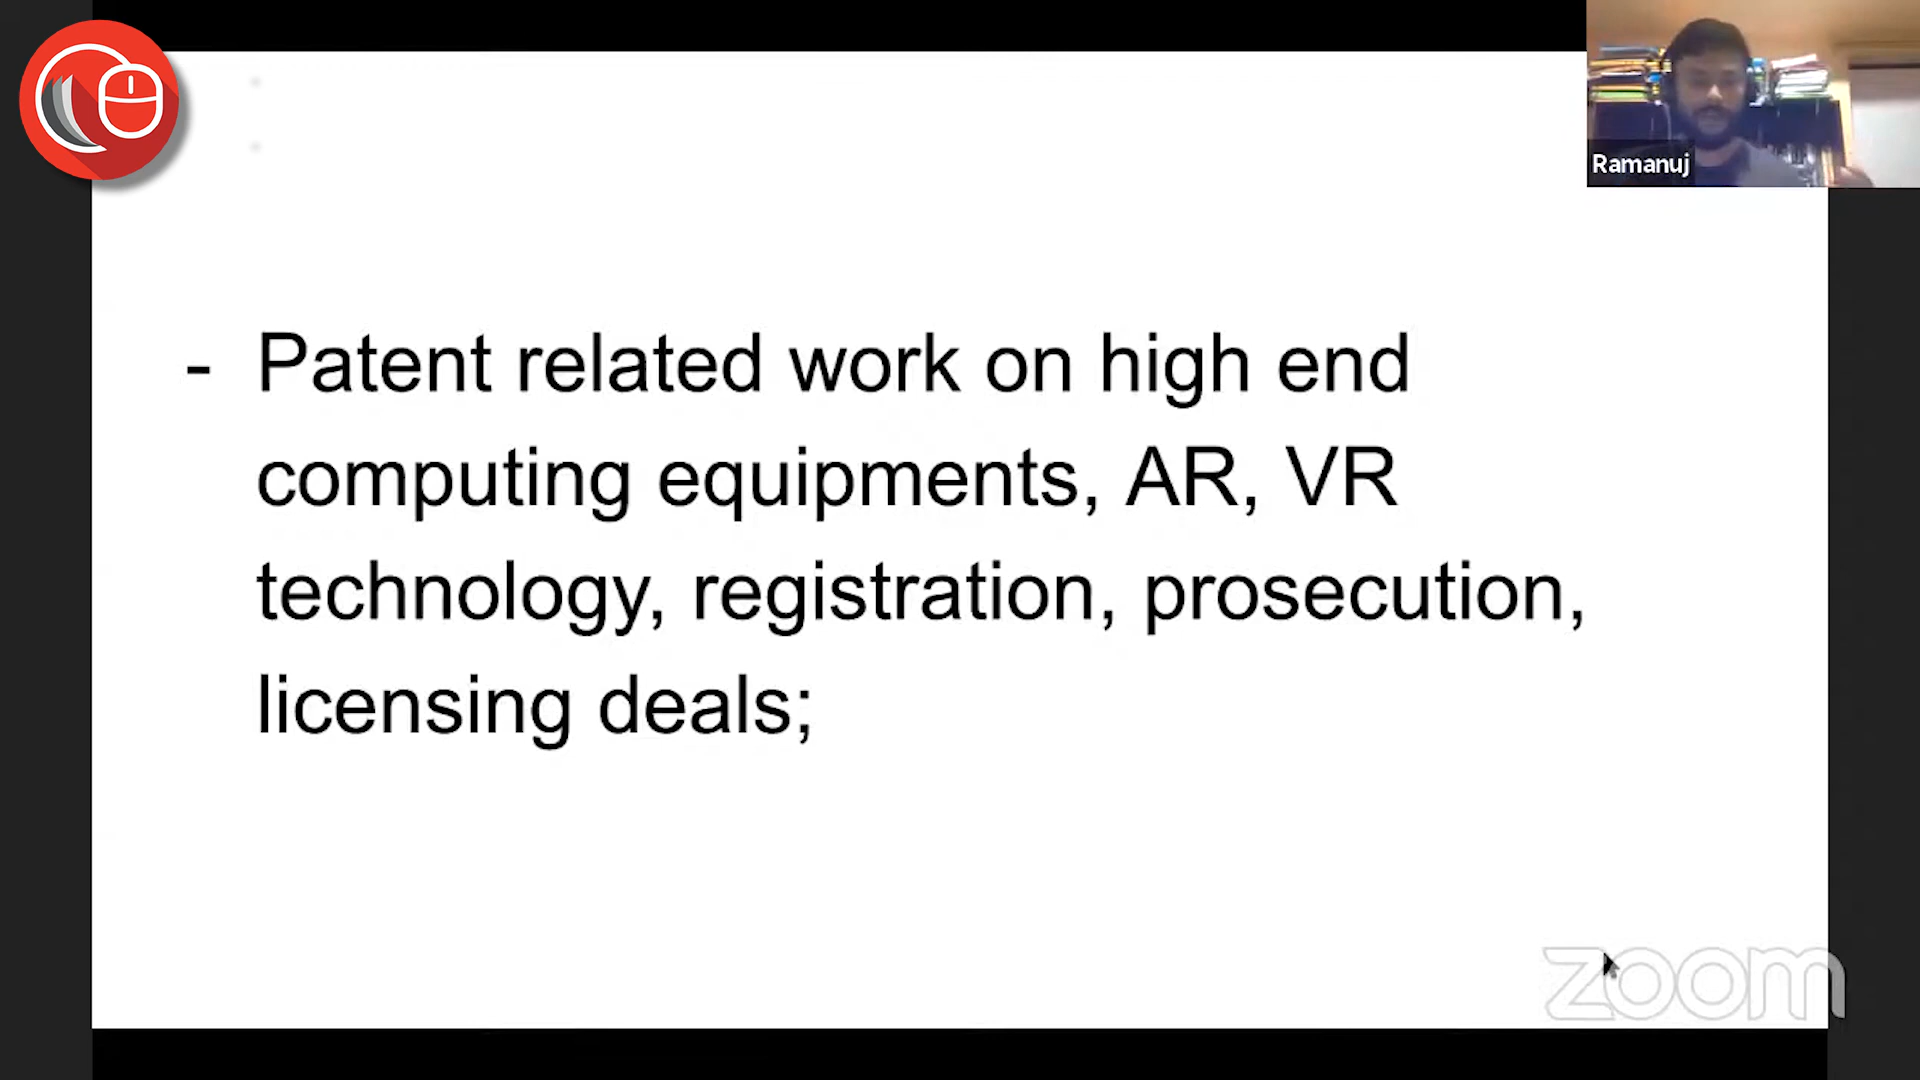 Ramanuj
- Patent related work on high end
computing equipments, AR, VR
technology, registration, prosecution,
licensing deals;
zoom